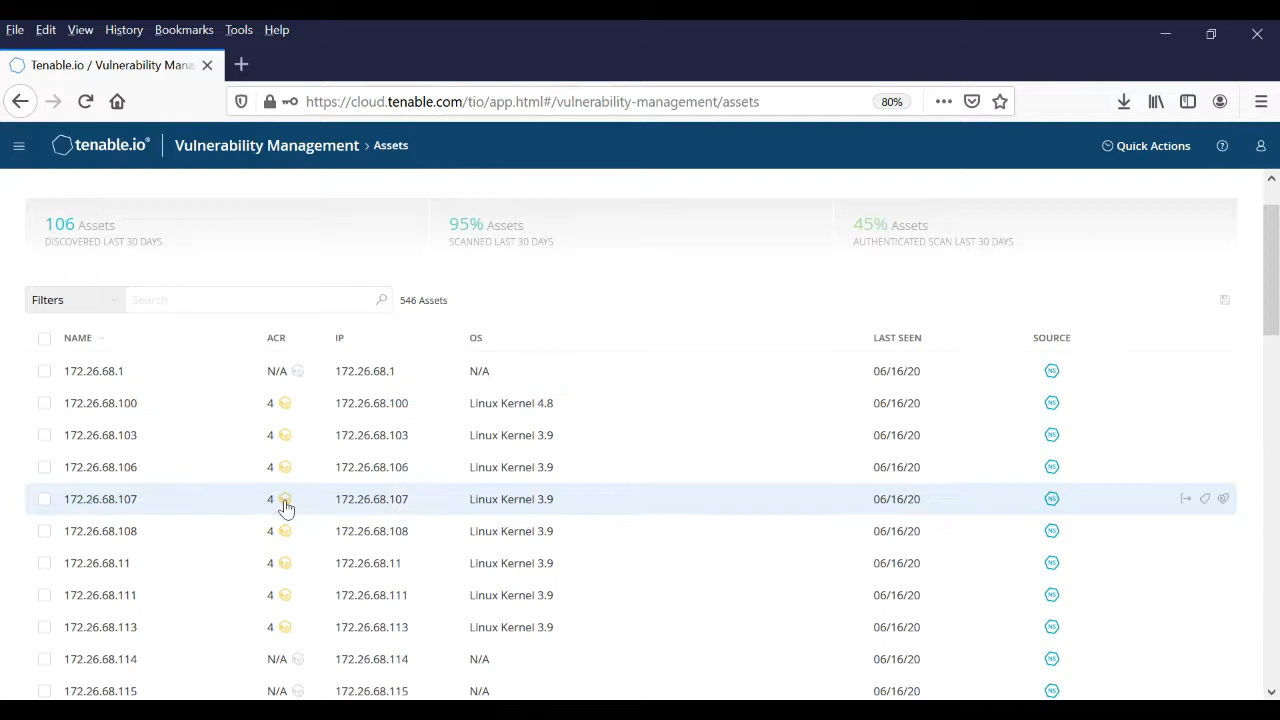 File Edit View History Bookmarks Tools Help
Tenable.io / Vulnerability Mana
https://cloud.tenable.com/tio/app.html#/vulnerability-management/assets 80%
tenable.io Vulnerability Management > Assets Quick Actions
106 Assets 95% Assets 45% Assets
DISCOVERED LAST 30 DAYS SCANNED LAST 30 DAYS AUTHENTICATED SCAN LAST 30 DAYS
Filters Search 546 Assets
NAME ACR IP OS LAST SEEN SOURCE
172.26.68.1 N/A 172.26.68.1 N/A 06/16/20 NS
172.26.68.100 4 172.26.68.100 Linux Kernel 4.8 06/16/20 NS
172.26.68.103 4 172.26.68.103 Linux Kernel 3.9 06/16/20 NS
172.26.68.106 4 172.26.68.106 Linux Kernel 3.9 06/16/20 NS
172.26.68.107 4 172.26.68.107 Linux Kernel 3.9 06/16/20 NS
172.26.68.108 4 172.26.68.108 Linux Kernel 3.9 06/16/20 NS
172.26.68.11 4 172.26.68.11 Linux Kernel 3.9 06/16/20 NS
172.26.68.111 4 172.26.68.111 Linux Kernel 3.9 06/16/20 NS
172.26.68.113 4 172.26.68.113 Linux Kernel 3.9 06/16/20 NS
172.26.68.114 N/A 172.26.68.114 N/A 06/16/20 NS
172.26.68.115 N/A 172.26.68.115 N/A 06/16/20 NS